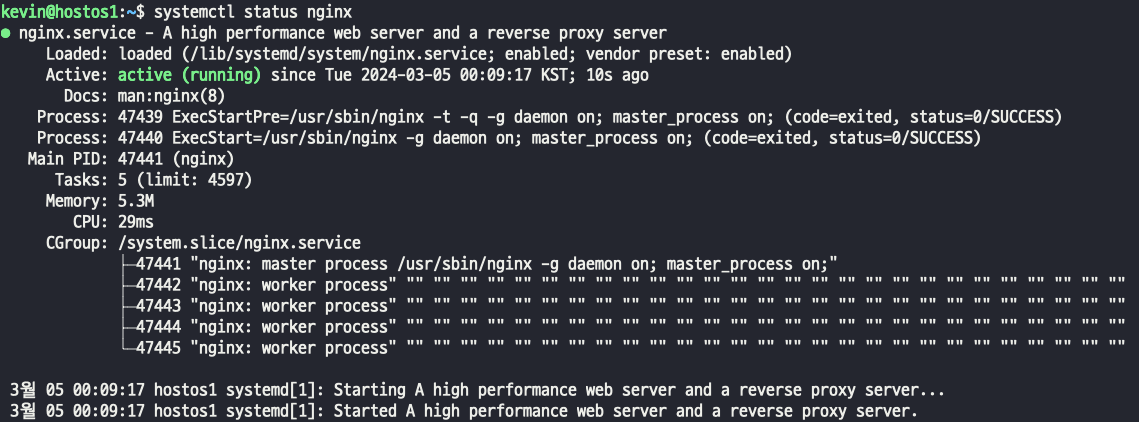 kevin@hostos1:~$ systemctl status nginx
● nginx.service - A high performance web server and a reverse proxy server
     Loaded: loaded (/lib/systemd/system/nginx.service; enabled; vendor preset: enabled)
     Active: active (running) since Tue 2024-03-05 00:09:17 KST; 10s ago
       Docs: man:nginx(8)
    Process: 47439 ExecStartPre=/usr/sbin/nginx -t -q -g daemon on; master_process on; (code=exited, status=0/SUCCESS)
    Process: 47440 ExecStart=/usr/sbin/nginx -g daemon on; master_process on; (code=exited, status=0/SUCCESS)
   Main PID: 47441 (nginx)
      Tasks: 5 (limit: 4597)
     Memory: 5.3M
        CPU: 29ms
     CGroup: /system.slice/nginx.service
             ├─47441 "nginx: master process /usr/sbin/nginx -g daemon on; master_process on;"
             ├─47442 "nginx: worker process" "" "" "" "" "" "" "" "" "" "" "" "" "" "" "" "" "" "" "" "" "" "" "" "" "" "" ""
             ├─47443 "nginx: worker process" "" "" "" "" "" "" "" "" "" "" "" "" "" "" "" "" "" "" "" "" "" "" "" "" "" "" ""
             ├─47444 "nginx: worker process" "" "" "" "" "" "" "" "" "" "" "" "" "" "" "" "" "" "" "" "" "" "" "" "" "" "" ""
             └─47445 "nginx: worker process" "" "" "" "" "" "" "" "" "" "" "" "" "" "" "" "" "" "" "" "" "" "" "" "" "" "" ""

 3월 05 00:09:17 hostos1 systemd[1]: Starting A high performance web server and a reverse proxy server...
 3월 05 00:09:17 hostos1 systemd[1]: Started A high performance web server and a reverse proxy server.